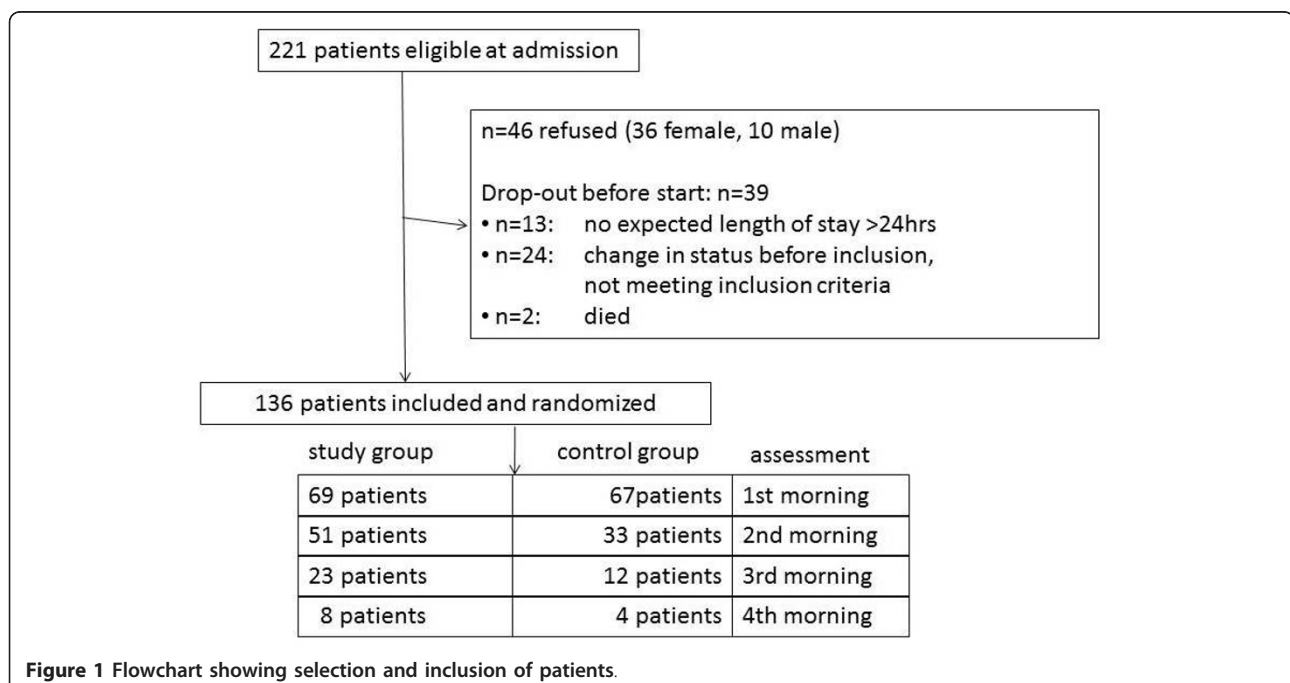 221 patients eligible at admission
n=46 refused (36 female, 10 male)
Drop-out before start: n=39
• n=13: no expected length of stay >24hrs
• n=24: change in status before inclusion,
not meeting inclusion criteria
• n=2: died
136 patients included and randomized
study group control group assessment
69 patients 67patients 1st morning
51 patients 33 patients 2nd morning
23 patients 12 patients 3rd morning
8 patients 4 patients 4th morning
Figure 1 Flowchart showing selection and inclusion of patients.